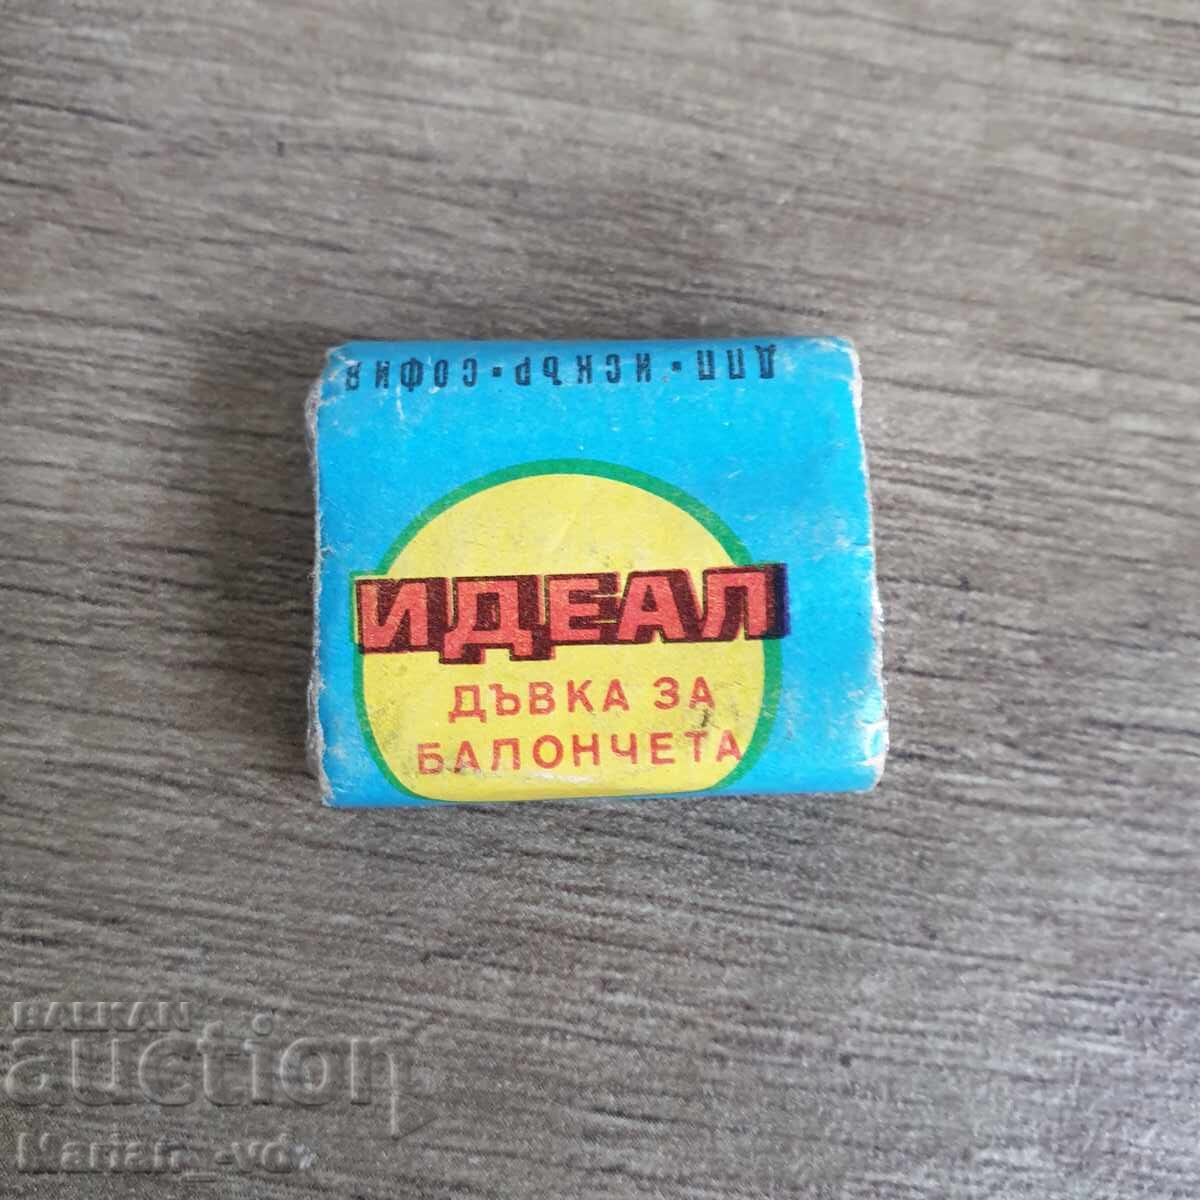 ДПП·ИСКЪР·СОФИЯ
ИДЕАЛ
ДЪВКА ЗА
БАЛОНЧЕТА
BALKAN
auction